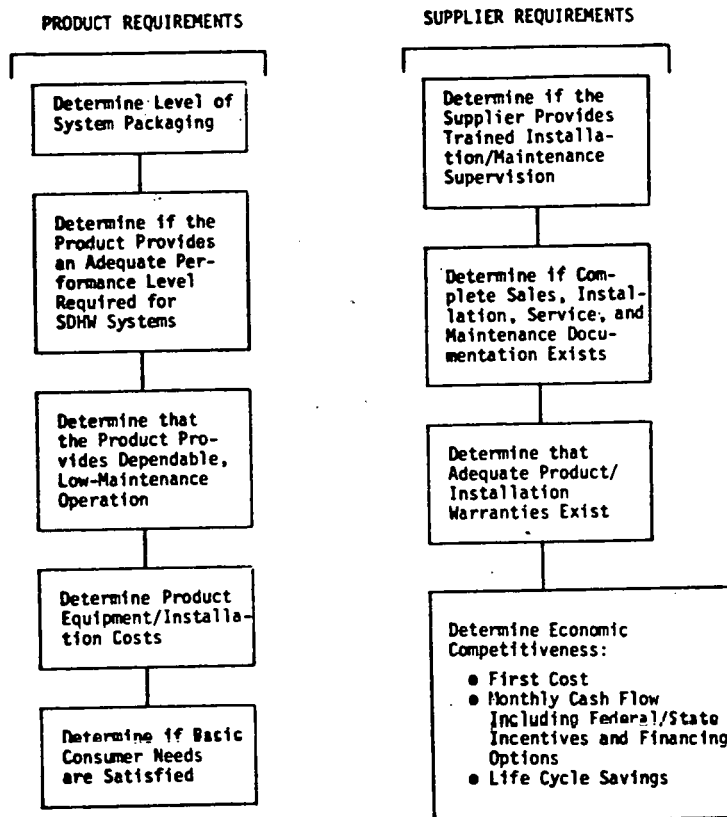 PRODUCT REQUIREMENTS
Determine Level of
System Packaging
Determine if the
Product Provides
an Adequate Per-
formance Level
Required for
SDHW Systems
Determine that
the Product Pro-
vides Dependable,
Low-Maintenance
Operation
Determine Product
Equipment/Installa-
tion Costs
Determine if Basic
Consumer Needs
are Satisfied
SUPPLIER REQUIREMENTS
Determine if the
Supplier Provides
Trained Installa-
tion/Maintenance
Supervision
Determine if Com-
plete Sales, Instal-
lation, Service, and
Maintenance Docu-
mentation Exists
Determine that
Adequate Product/
Installation
Warranties Exist
Determine Economic
Competitiveness:
● First Cost
● Monthly Cash Flow
Including Federal/State
Incentives and Financing
Options
● Life Cycle Savings